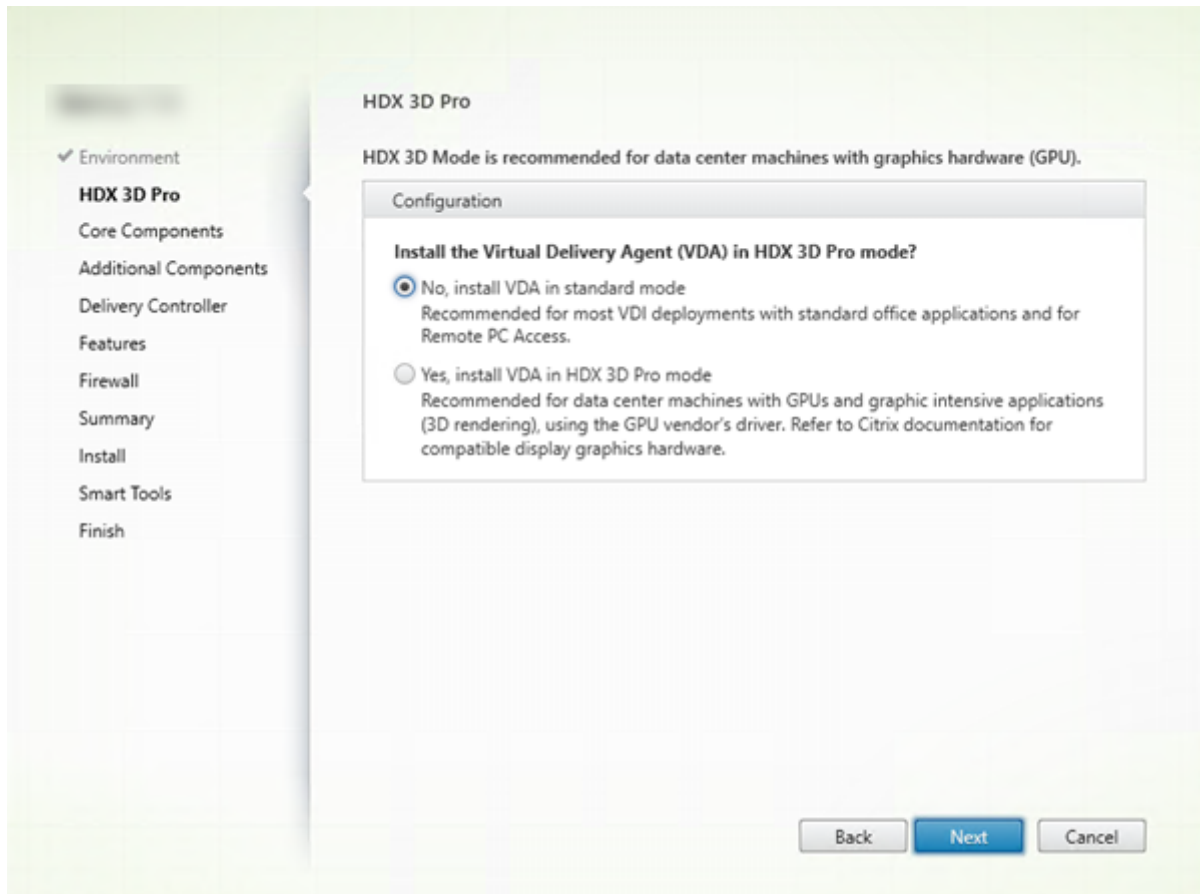 HDX 3D Pro
Environment
HDX 3D Pro
Core Components
Additional Components
Delivery Controller
Features
Firewall
Summary
Install
Smart Tools
Finish
HDX 3D Mode is recommended for data center machines with graphics hardware (GPU).
Configuration
Install the Virtual Delivery Agent (VDA) in HDX 3D Pro mode?
No, install VDA in standard mode
Recommended for most VDI deployments with standard office applications and for
Remote PC Access.
Yes, install VDA in HDX 3D Pro mode
Recommended for data center machines with GPUs and graphic intensive applications
(3D rendering), using the GPU vendor's driver. Refer to Citrix documentation for
compatible display graphics hardware.
Back
Next
Cancel